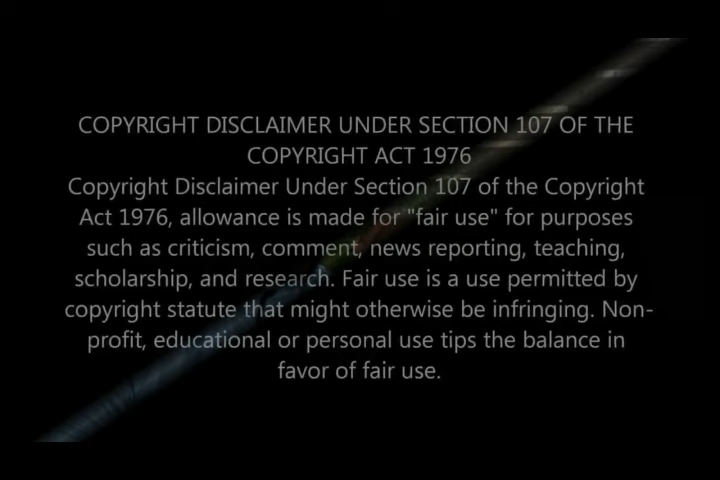 COPYRIGHT DISCLAIMER UNDER SECTION 107 OF THE
COPYRIGHT ACT 1976
Copyright Disclaimer Under Section 107 of the Copyright
Act 1976, allowance is made for "fair use" for purposes
such as criticism, comment, news reporting, teaching,
scholarship, and research. Fair use is a use permitted by
copyright statute that might otherwise be infringing. Non-
profit, educational or personal use tips the balance in
favor of fair use.